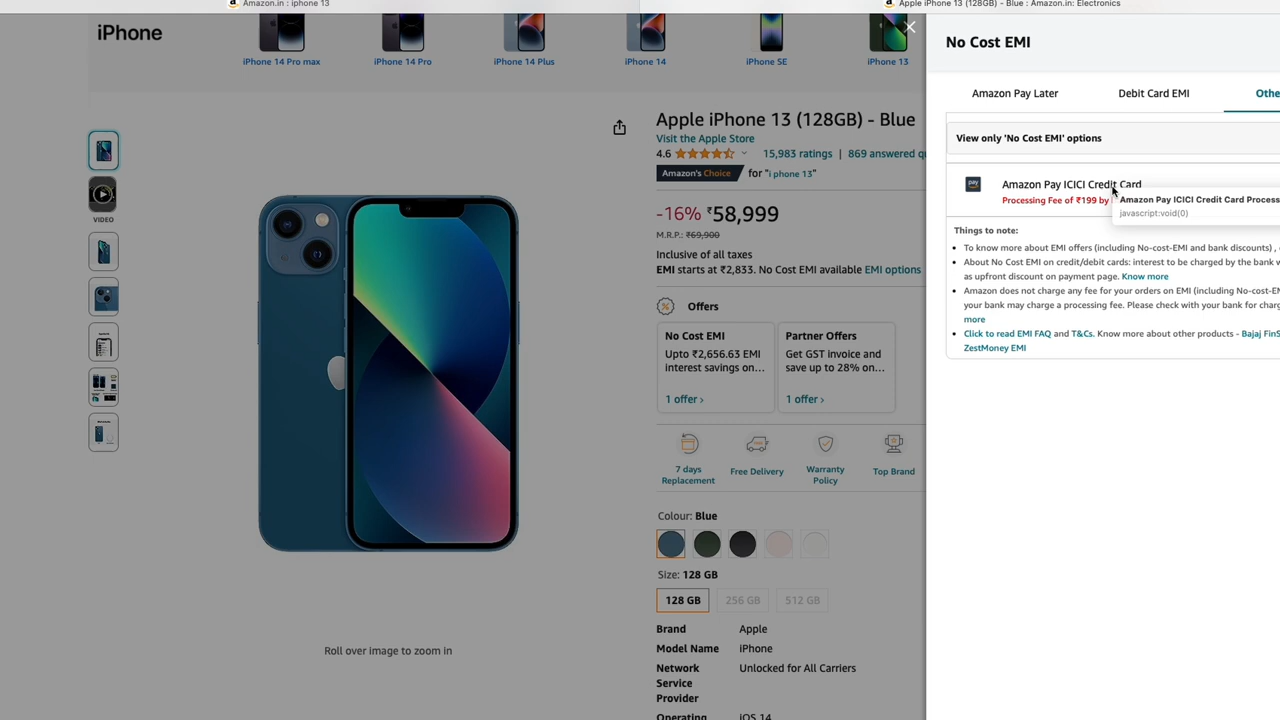 Amazon.in : iphone 13
Apple iPhone 13 (128GB) - Blue : Amazon.in: Electronics
iPhone
iPhone 14 Pro max
iPhone 14 Pro
iPhone 14 Plus
iPhone 14
iPhone SE
iPhone 13
VIDEO
Roll over image to zoom in
Apple iPhone 13 (128GB) - Blue
Visit the Apple Store
4.6 15,983 ratings | 869 answered
Amazon's Choice for "i phone 13"
-16% ₹58,999
M.R.P.: ₹69,900
Inclusive of all taxes
EMI starts at ₹2,833. No Cost EMI available EMI options
Offers
No Cost EMI
Upto ₹2,656.63 EMI
interest savings on...
1 offer ›
Partner Offers
Get GST invoice and
save up to 28% on...
1 offer ›
7 days
Replacement
Free Delivery
Warranty
Policy
Top Brand
Colour: Blue
Size: 128 GB
128 GB 256 GB 512 GB
Brand Apple
Model Name iPhone
Network Unlocked for All Carriers
Service
Provider
Operating iOS 14
No Cost EMI
Amazon Pay Later Debit Card EMI Othe
View only 'No Cost EMI' options
pay
Amazon Pay ICICI Credit Card
Processing Fee of ₹199 by
Amazon Pay ICICI Credit Card Process
javascript:void(0)
Things to note:
• To know more about EMI offers (including No-cost-EMI and bank discounts) ,
• About No Cost EMI on credit/debit cards: interest to be charged by the bank
as upfront discount on payment page. Know more
• Amazon does not charge any fee for your orders on EMI (including No-cost-E
your bank may charge a processing fee. Please check with your bank for char
more
• Click to read EMI FAQ and T&Cs. Know more about other products - Bajaj Fin
ZestMoney EMI